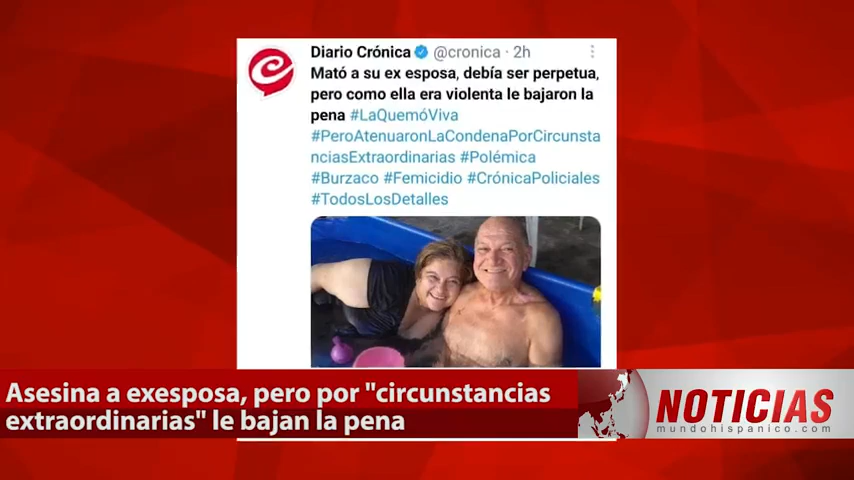 Diario Crónica @cronica · 2h
Mató a su ex esposa, debía ser perpetua,
pero como ella era violenta le bajaron la
pena #LaQuemóViva
#PeroAtenuaronLaCondenaPorCircunsta
nciasExtraordinarias #Polémica
#Burzaco #Femicidio #CrónicaPoliciales
#TodosLosDetalles
Asesina a exesposa, pero por "circunstancias
extraordinarias" le bajan la pena
NOTICIAS
mundohispanico.com